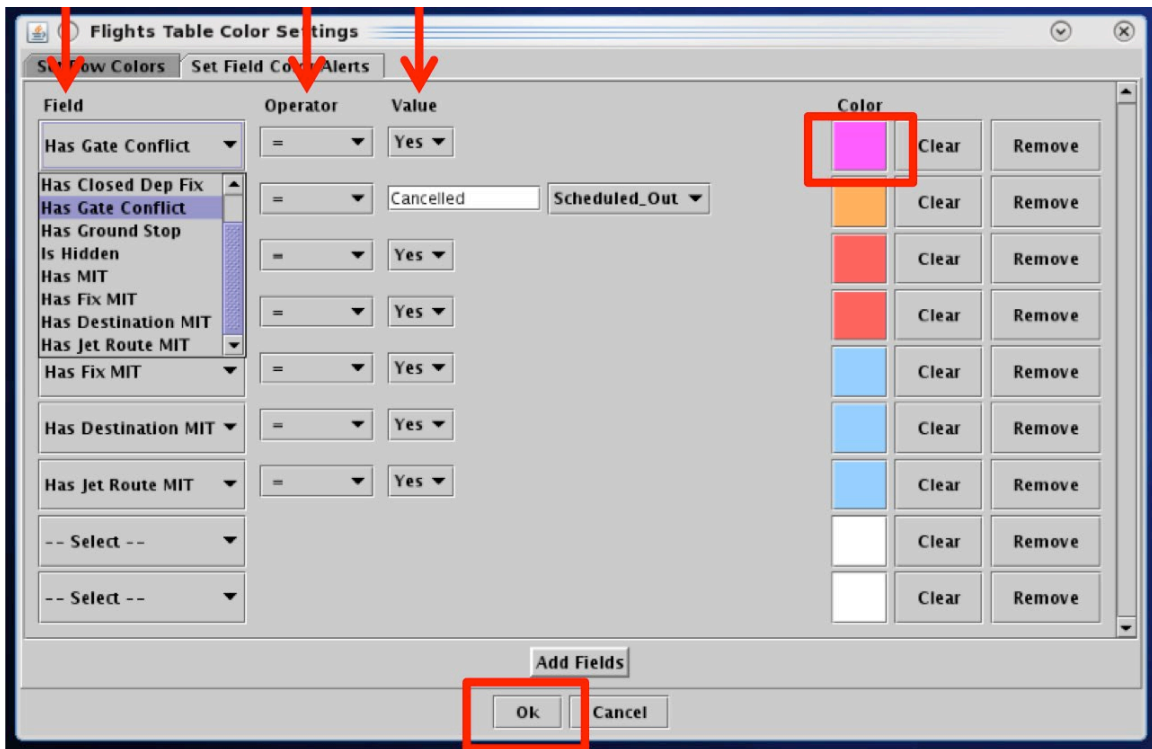 Flights Table Color Settings
Set Row Colors Set Field Color Alerts
Field Operator Value Color
Has Gate Conflict = Yes Clear Remove
Has Closed Dep Fix
Has Gate Conflict
Has Ground Stop
Is Hidden
Has MIT
Has Fix MIT
Has Destination MIT
Has Jet Route MIT
= Cancelled Scheduled_Out Clear Remove
= Yes Clear Remove
= Yes Clear Remove
Has Fix MIT = Yes Clear Remove
Has Destination MIT = Yes Clear Remove
Has Jet Route MIT = Yes Clear Remove
-- Select -- Clear Remove
-- Select -- Clear Remove
Add Fields
Ok Cancel